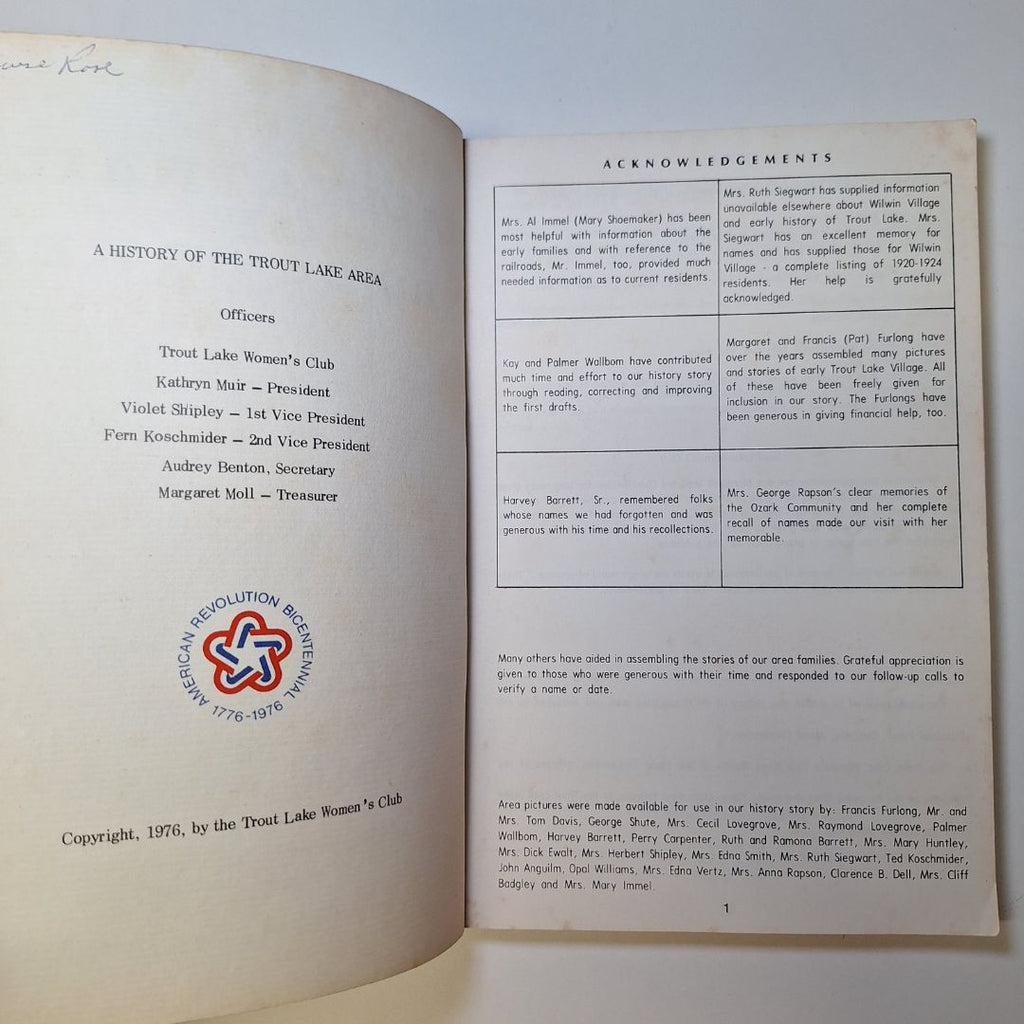 Rose
A HISTORY OF THE TROUT LAKE AREA
Officers
Trout Lake Women's Club
Kathryn Muir – President
Violet Shipley – 1st Vice President
Fern Koschmider – 2nd Vice President
Audrey Benton, Secretary
Margaret Moll – Treasurer
AMERICAN REVOLUTION BICENTENNIAL
1776-1976
Copyright, 1976, by the Trout Lake Women's Club
ACKNOWLEDGEMENTS
Mrs. Al Immel (Mary Shoemaker) has been
most helpful with information about the
early families and with reference to the
railroads, Mr. Immel, too, provided much
needed information as to current residents.
Mrs. Ruth Siegwart has supplied information
unavailable elsewhere about Wilwin Village
and early history of Trout Lake. Mrs.
Siegwart has an excellent memory for
names and has supplied those for Wilwin
Village - a complete listing of 1920-1924
residents. Her help is gratefully
acknowledged.
Kay and Palmer Wallbom have contributed
much time and effort to our history story
through reading, correcting and improving
the first drafts.
Margaret and Francis (Pat) Furlong have
over the years assembled many pictures
and stories of early Trout Lake Village. All
of these have been freely given for
inclusion in our story. The Furlongs have
been generous in giving financial help, too.
Harvey Barrett, Sr., remembered folks
whose names we had forgotten and was
generous with his time and his recollections.
Mrs. George Rapson's clear memories of
the Ozark Community and her complete
recall of names made our visit with her
memorable.
Many others have aided in assembling the stories of our area families. Grateful appreciation is
given to those who were generous with their time and responded to our follow-up calls to
verify a name or date.
Area pictures were made available for use in our history story by: Francis Furlong, Mr. and
Mrs. Tom Davis, George Shute, Mrs. Cecil Lovegrove, Mrs. Raymond Lovegrove, Palmer
Wallbom, Harvey Barrett, Perry Carpenter, Ruth and Ramona Barrett, Mrs. Mary Huntley,
Mrs. Dick Ewalt, Mrs. Herbert Shipley, Mrs. Edna Smith, Mrs. Ruth Siegwart, Ted Koschmider,
John Anguilm, Opal Williams, Mrs. Edna Vertz, Mrs. Anna Rapson, Clarence B. Dell, Mrs. Cliff
Badgley and Mrs. Mary Immel.
1